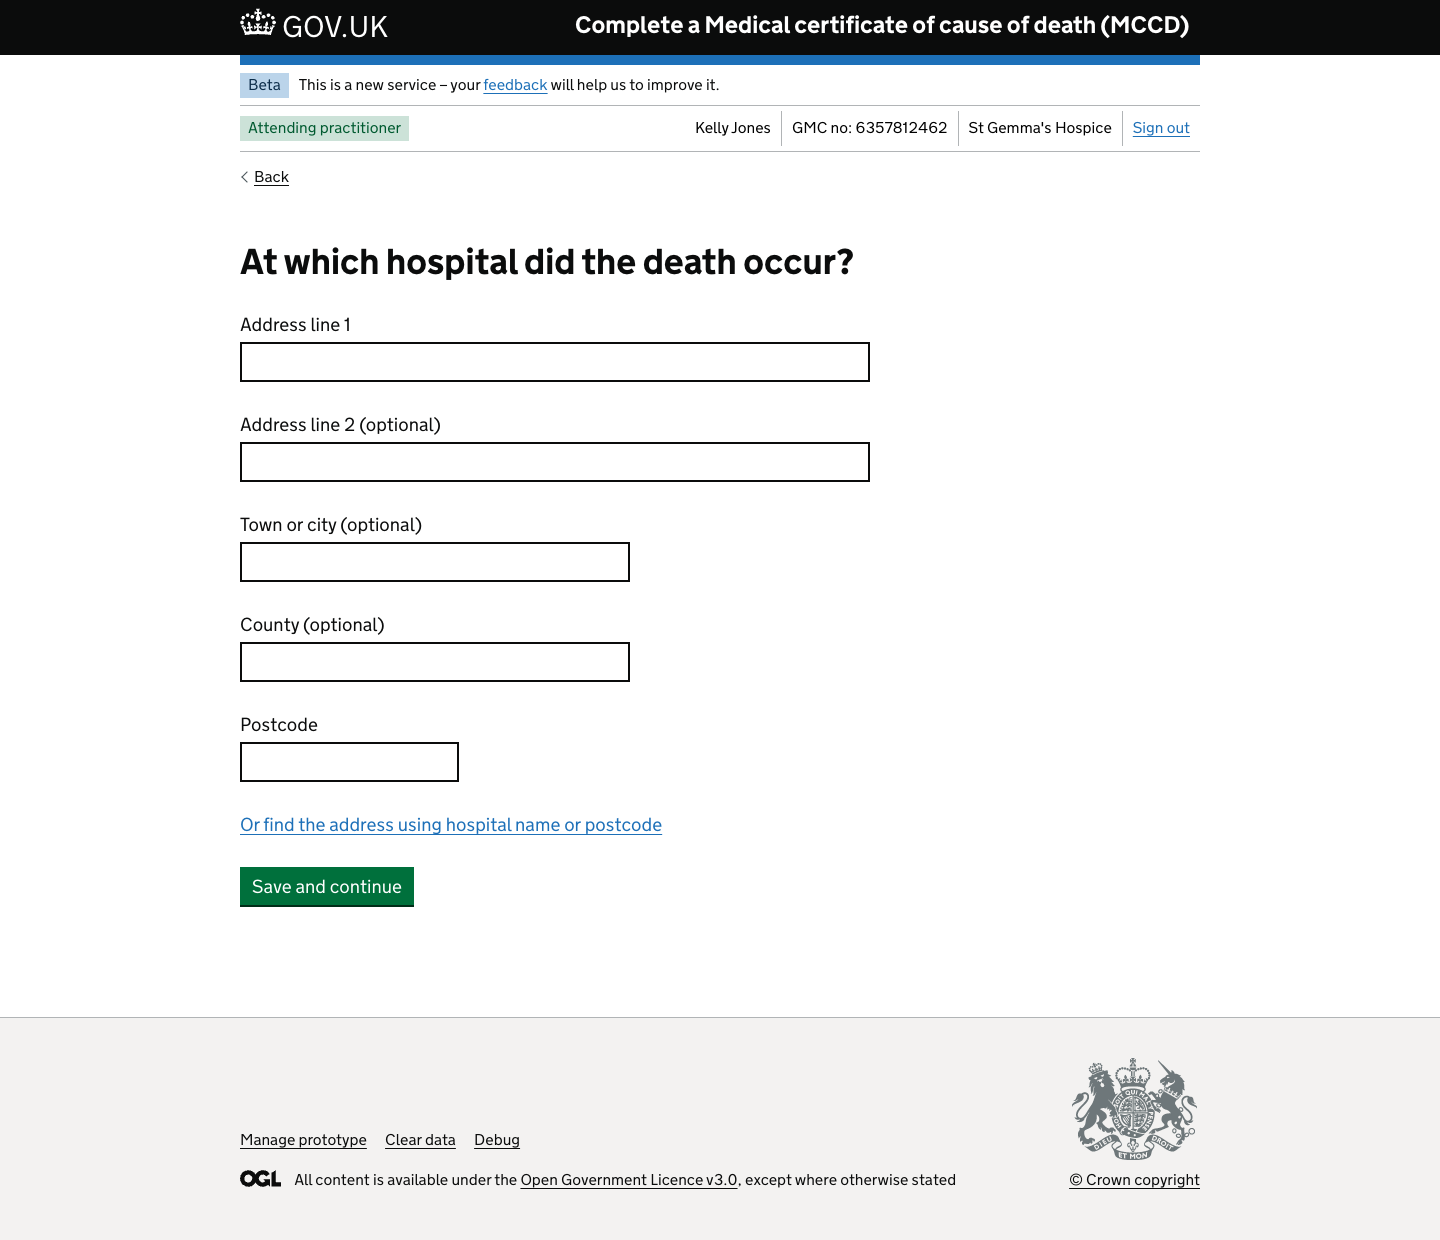 GOV.UK
Complete a Medical certificate of cause of death (MCCD)
Beta
This is a new service – your feedback will help us to improve it.
Attending practitioner
Kelly Jones
GMC no: 6357812462
St Gemma's Hospice
Sign out
Back
At which hospital did the death occur?
Address line 1
Address line 2 (optional)
Town or city (optional)
County (optional)
Postcode
Or find the address using hospital name or postcode
Save and continue
DIEU ET MON DROIT
Manage prototype
Clear data
Debug
OGL
All content is available under the Open Government Licence v3.0, except where otherwise stated
© Crown copyright